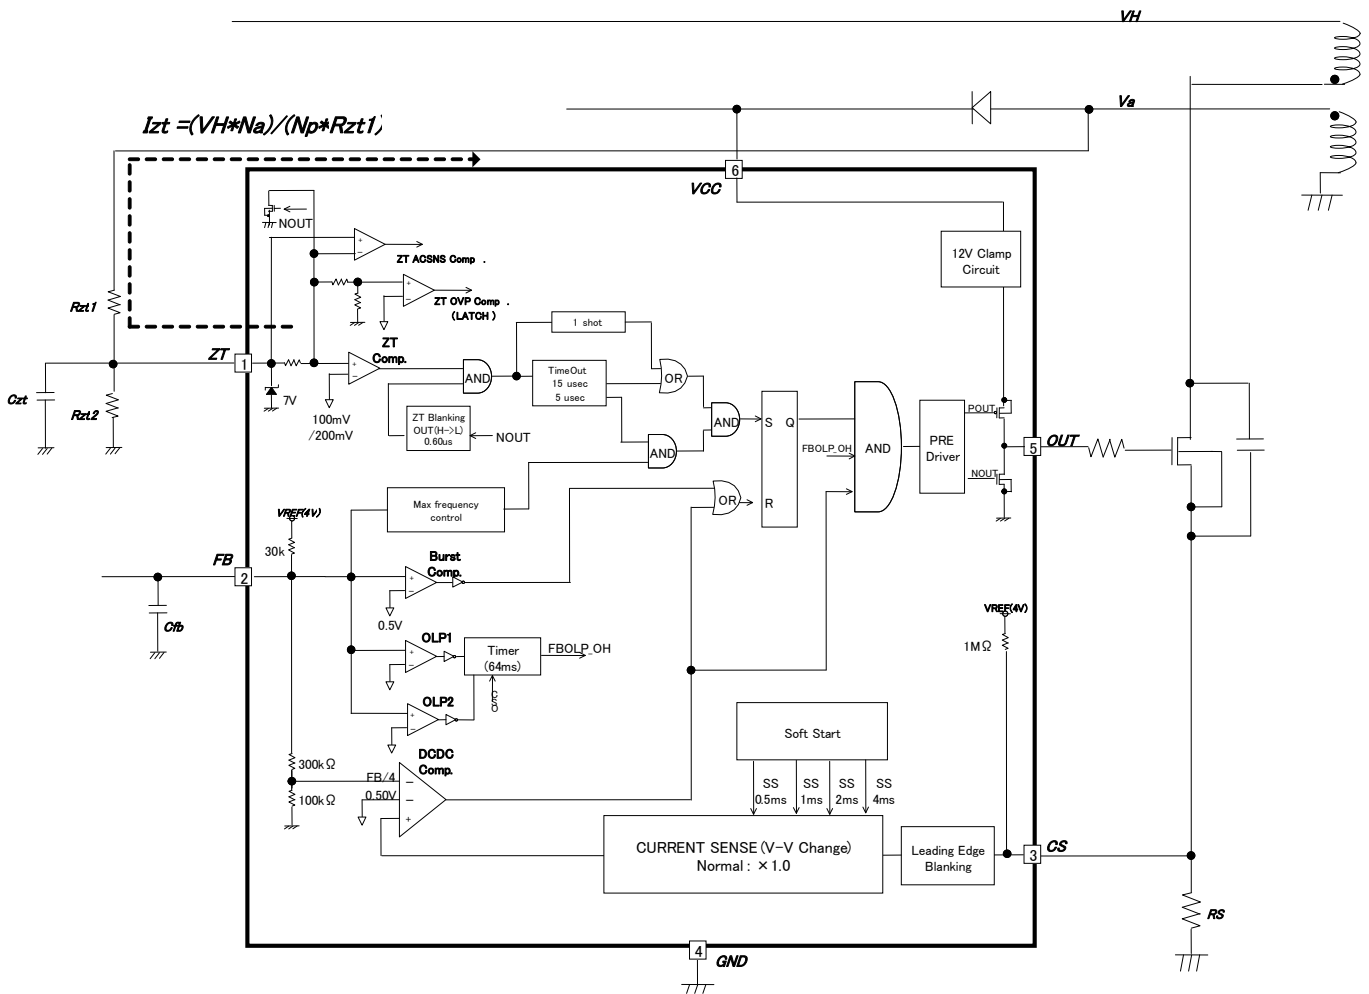 VH
Va
Izt =(VH*Na)/(Np*Rzt1)
6
VCC
NOUT
12V Clamp
Circuit
ZT ACSNS Comp .
ZT OVP Comp .
(LATCH)
Rzt1
1 shot
ZT
1
ZT
Comp.
7V
AND
TimeOut
15 usec
5 usec
OR
Czt
Rzt2
100mV
/200mV
ZT Blanking
OUT(H->L)
0.60us
NOUT
AND
AND
S
Q
R
FBOLP_OH
AND
PRE
Driver
POUT
NOUT
5
OUT
Max frequency
control
OR
VREF(4V)
30k
FB
2
Cfb
Burst
Comp.
0.5V
OLP1
Timer
(64ms)
FBOLP_OH
CSO
OLP2
VREF(4V)
1MΩ
Soft Start
SS
0.5ms
SS
1ms
SS
2ms
SS
4ms
300kΩ
100kΩ
DCDC
Comp.
FB/4
0.50V
CURRENT SENSE (V-V Change)
Normal : ×1.0
Leading Edge
Blanking
3
CS
RS
4
GND